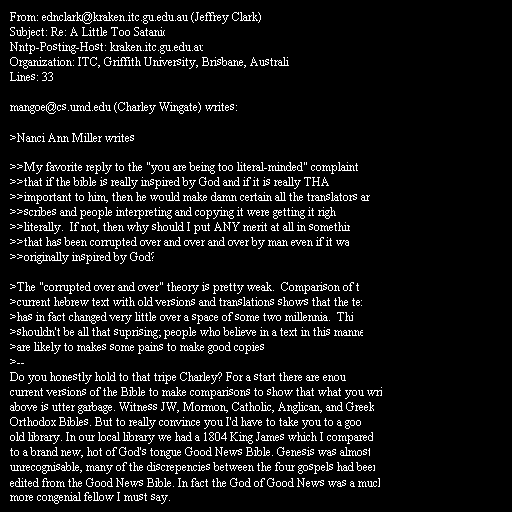 From: ednclark@kraken.itc.gu.edu.au (Jeffrey Clark)
Subject: Re: A Little Too Satanic
Nntp-Posting-Host: kraken.itc.gu.edu.au
Organization: ITC, Griffith University, Brisbane, Australi
Lines: 33

mangoe@cs.umd.edu (Charley Wingate) writes:

>Nanci Ann Miller writes

>>My favorite reply to the "you are being too literal-minded" complaint
>>that if the bible is really inspired by God and if it is really THA
>>important to him, then he would make damn certain all the translators ar
>>scribes and people interpreting and copying it were getting it righ
>>literally.  If not, then why should I put ANY merit at all in somethin
>>that has been corrupted over and over and over by man even if it wa
>>originally inspired by God?

>The "corrupted over and over" theory is pretty weak.  Comparison of t
>current hebrew text with old versions and translations shows that the te
>has in fact changed very little over a space of some two millennia.  Thi
>shouldn't be all that suprising; people who believe in a text in this manne
>are likely to makes some pains to make good copies
>--
Do you honestly hold to that tripe Charley? For a start there are enou
current versions of the Bible to make comparisons to show that what you wri
above is utter garbage. Witness JW, Mormon, Catholic, Anglican, and Greek
Orthodox Bibles. But to really convince you I'd have to take you to a goo
old library. In our local library we had a 1804 King James which I compared
to a brand new, hot of God's tongue Good News Bible. Genesis was almost
unrecognisable, many of the discrepencies between the four gospels had been
edited from the Good News Bible. In fact the God of Good News was a mucl
more congenial fellow I must say.